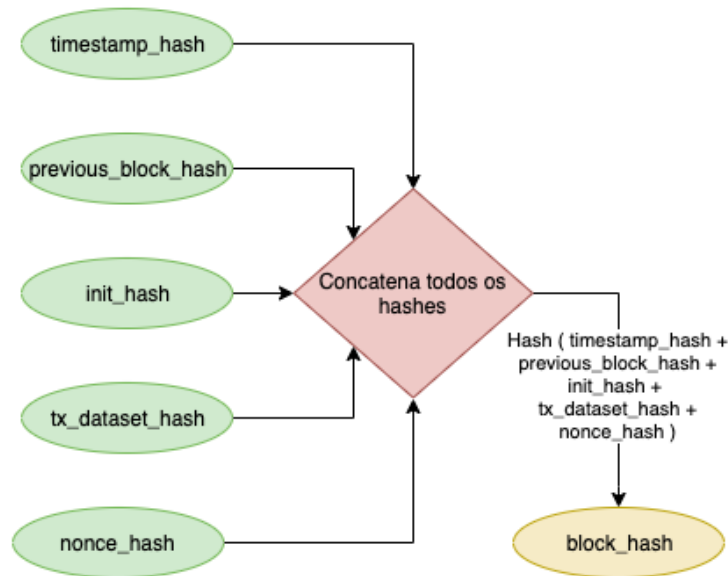 timestamp_hash
previous_block_hash
init_hash
tx_dataset_hash
nonce_hash
Concatena todos os
hashes
Hash ( timestamp_hash +
previous_block_hash +
init_hash +
tx_dataset_hash +
nonce_hash )
block_hash